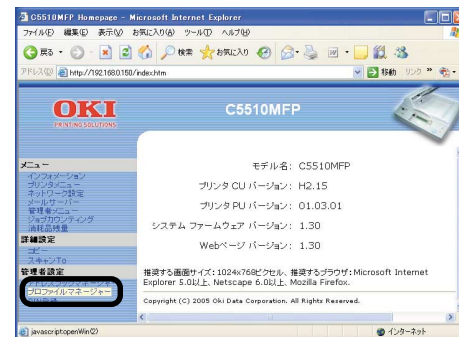 C5510MFP Homepage - Microsoft Internet Explorer
ファイル(F) 編集(E) 表示(V) お気に入り(A) ツール(T) ヘルプ(H)
戻る 検索 お気に入り
アドレス(D) http://192.168.0.150/index.htm 移動 リンク
OKI
PRINTING SOLUTIONS
C5510MFP
メニュー
インフォメーション
プリンタメニュー
ネットワーク設定
メールサーバー
管理者メニュー
ジョブカウンティング
消耗品残量
詳細設定
コピー
スキャンTo
管理者設定
プロファイルマネージャー
モデル名: C5510MFP
プリンタ CU バージョン: H2.15
プリンタ PU バージョン: 01.03.01
システム ファームウェア バージョン: 1.30
Webページ バージョン: 1.30
推奨する画面サイズ:1024x768ピクセル、推奨するブラウザ:Microsoft Internet
Explorer 5.0以上、Netscape 6.0以上、Mozilla Firefox.
Copyright (C) 2005 Oki Data Corporation. All Rights Reserved.
javascript:openWin(2)
インターネット